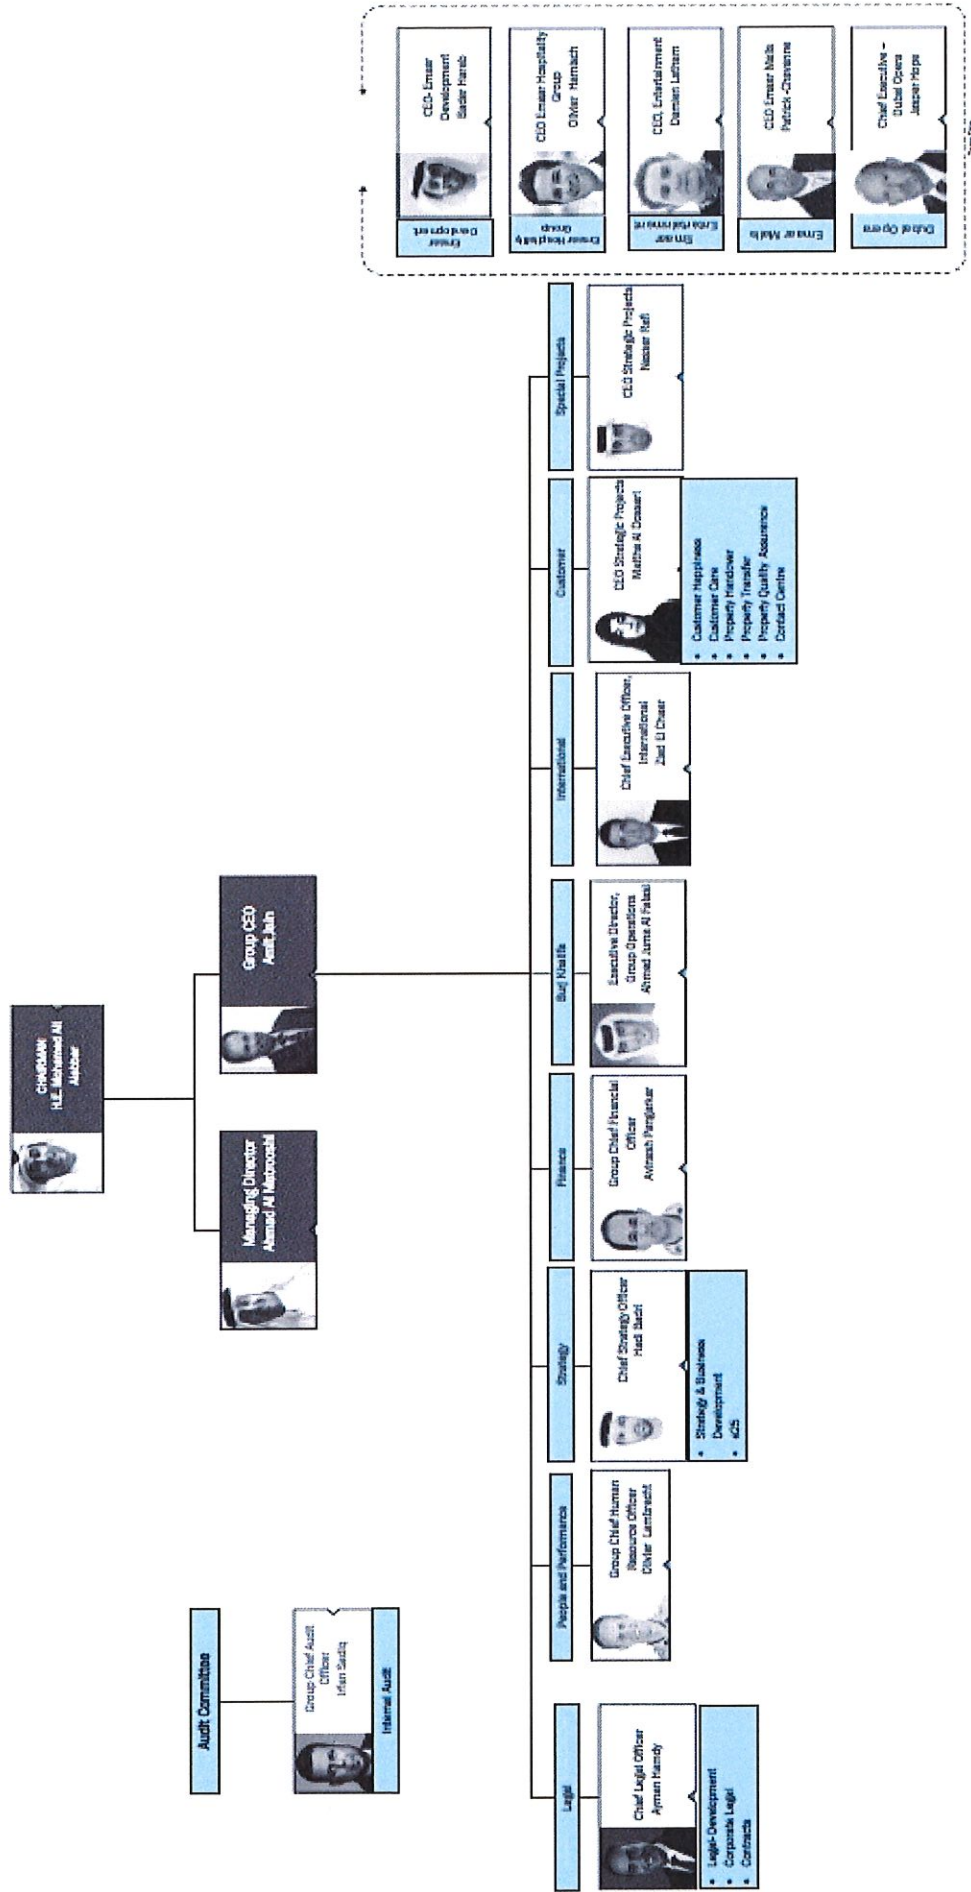 CHAIRMAN
H.E. Mohamed Ali
Alabbar
Managing Director
Ahmad Al Matrooshi
Group CEO
Amit Jain
Audit Committee
Group Chief Audit
Officer
Irfan Sadiq
Internal Audit
Legal
Chief Legal Officer
Ayman Hamdy
• Legal-Development
• Corporate Legal
• Contracts
People and Performance
Group Chief Human
Resource Officer
Olivier Lambrecht
Strategy
Chief Strategy Officer
Hadi Badri
• Strategy & Business
Development
• e25
Finance
Group Chief Financial
Officer
Avinash Pangarkar
Burj Khalifa
Executive Director,
Group Operations
Ahmad Juma Al Falasi
International
Chief Executive Officer,
International
Ziad El Chaar
Customer
CEO Strategic Projects
Maitha Al Dossari
• Customer Happiness
• Customer Care
• Property Handover
• Property Transfer
• Property Quality Assurance
• Contact Centre
Special Projects
CEO Strategic Projects
Nasser Rafi
Emaar
Development
CEO- Emaar
Development
Bader Hareb
Emaar Hospitality
Group
CEO Emaar Hospitality
Group
Olivier Harnisch
Emaar
Entertainment
CEO, Entertainment
Damien Latham
Emaar Malls
CEO Emaar Malls
Patrick -Chavanne
Dubai Opera
Chief Executive –
Dubai Opera
Jasper Hope